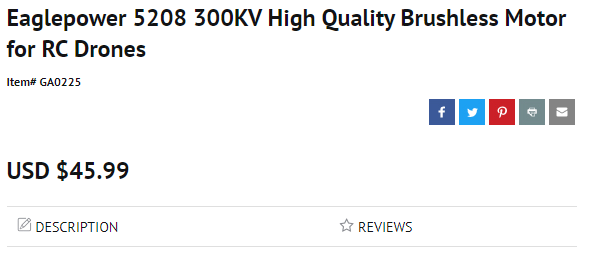 Eaglepower 5208 300KV High Quality Brushless Motor
for RC Drones
Item# GA0225
USD $45.99
DESCRIPTION
REVIEWS